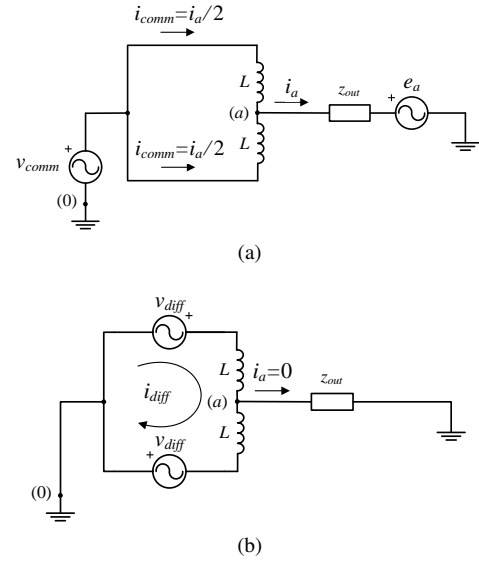 i_comm=i_a/2
L
i_a
z_out
+
e_a
(a)
i_comm=i_a/2
L
+
v_comm
(0)
(a)
v_diff
+
L
i_a=0
z_out
i_diff
(a)
v_diff
L
+
(0)
(b)